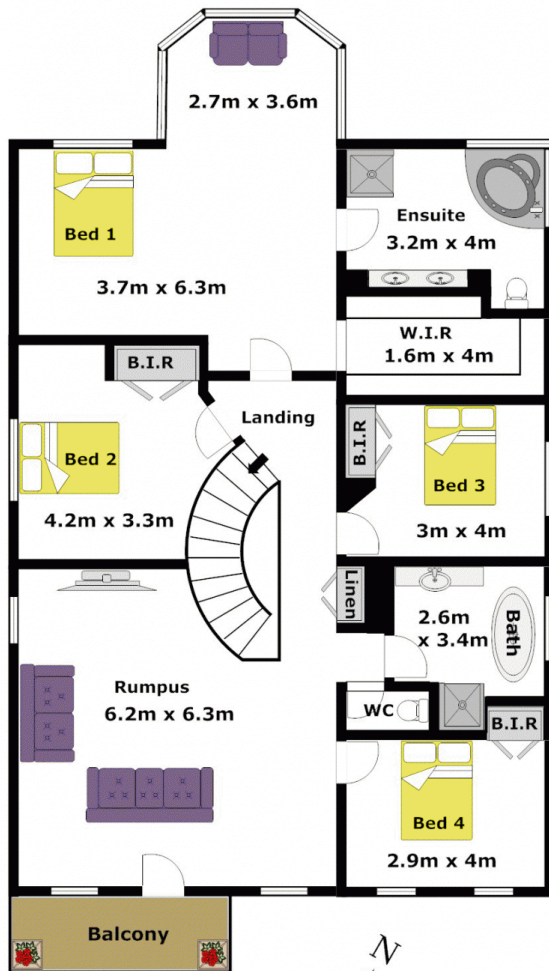 2.7m x 3.6m
Bed 1
3.7m x 6.3m
Ensuite
3.2m x 4m
W.I.R
1.6m x 4m
B.I.R
Landing
Bed 2
4.2m x 3.3m
B.I.R
Bed 3
3m x 4m
Linen
2.6m
x 3.4m
Bath
Rumpus
6.2m x 6.3m
WC
B.I.R
Bed 4
2.9m x 4m
Balcony
N